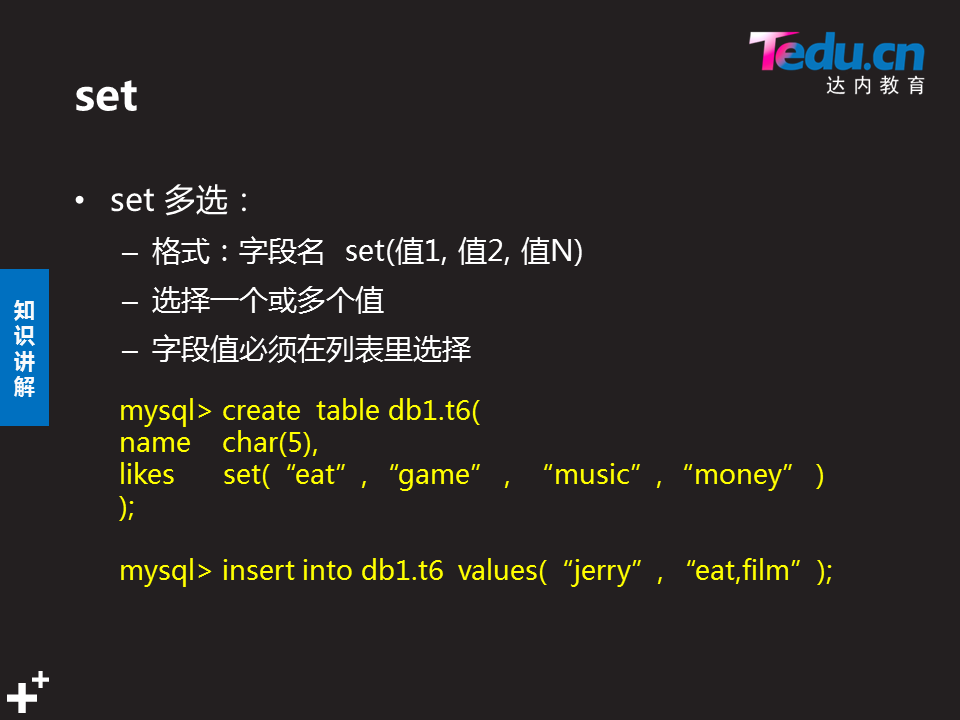 Tedu.cn
达内教育
set
• set 多选：
– 格式：字段名 set(值1, 值2, 值N)
– 选择一个或多个值
– 字段值必须在列表里选择
知识讲解
mysql> create table db1.t6(
name char(5),
likes set(“eat”, “game” , “music”, “money” )
);
mysql> insert into db1.t6 values(“jerry”, “eat,film”);